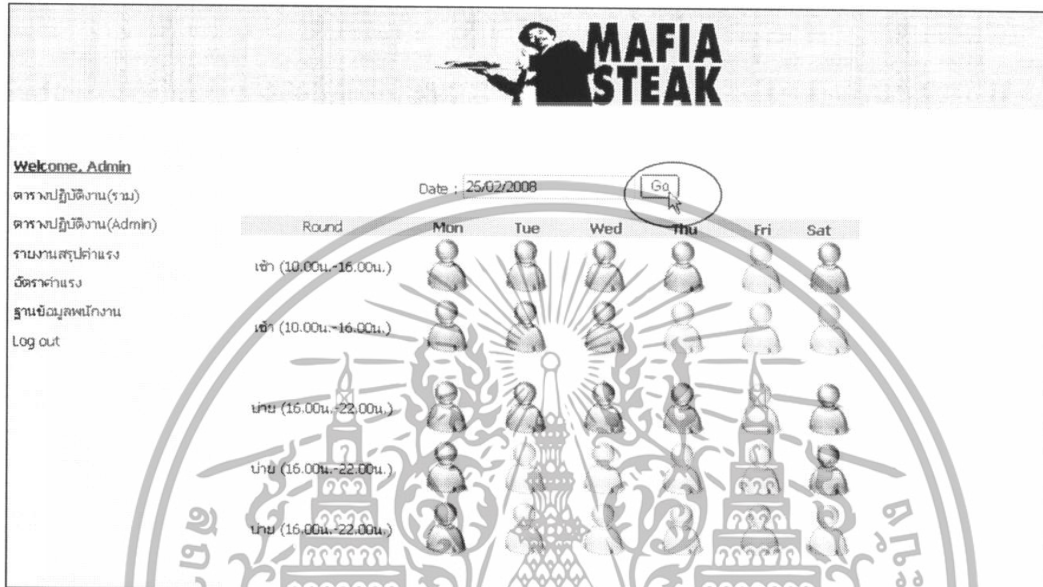 MAFIA
STEAK
Welcome, Admin
ตารางปฏิบัติงาน(รวม)
ตารางปฏิบัติงาน(Admin)
รายงานสรุปค่าแรง
อัตราค่าแรง
ฐานข้อมูลพนักงาน
Log out
Date : 25/02/2008 Go
Round Mon Tue Wed Thu Fri Sat
เช้า (10.00น.-16.00น.)
เช้า (10.00น.-16.00น.)
บ่าย (16.00น.-22.00น.)
บ่าย (16.00น.-22.00น.)
บ่าย (16.00น.-22.00น.)